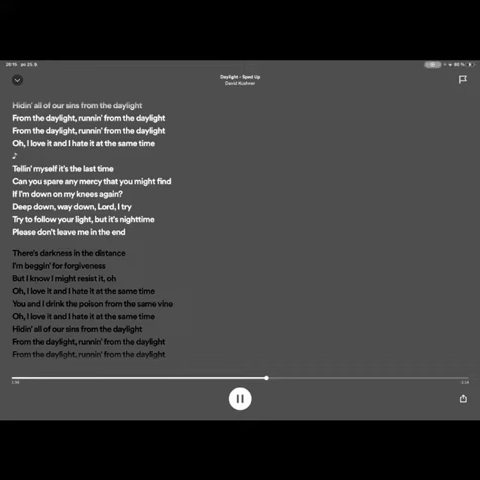 20:16 po 25. 9.
80 %
Daylight - Sped Up
David Kushner
Hidin' all of our sins from the daylight
From the daylight, runnin' from the daylight
From the daylight, runnin' from the daylight
Oh, I love it and I hate it at the same time
♪
Tellin' myself it's the last time
Can you spare any mercy that you might find
If I'm down on my knees again?
Deep down, way down, Lord, I try
Try to follow your light, but it's nighttime
Please don't leave me in the end
There's darkness in the distance
I'm beggin' for forgiveness
But I know I might resist it, oh
Oh, I love it and I hate it at the same time
You and I drink the poison from the same vine
Oh, I love it and I hate it at the same time
Hidin' all of our sins from the daylight
From the daylight, runnin' from the daylight
From the daylight, runnin' from the daylight